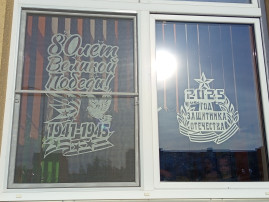 80 лет
Великой
Победы!
1941-1945
2025
ГОД
ЗАЩИТНИКА
ОТЕЧЕСТВА